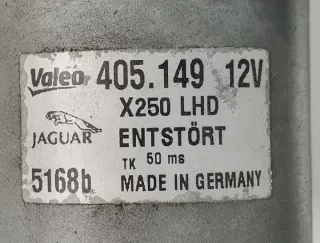 Valeo 405.149 12V
X250 LHD
JAGUAR ENTSTÖRT
TK 50 ms
5168b MADE IN GERMANY